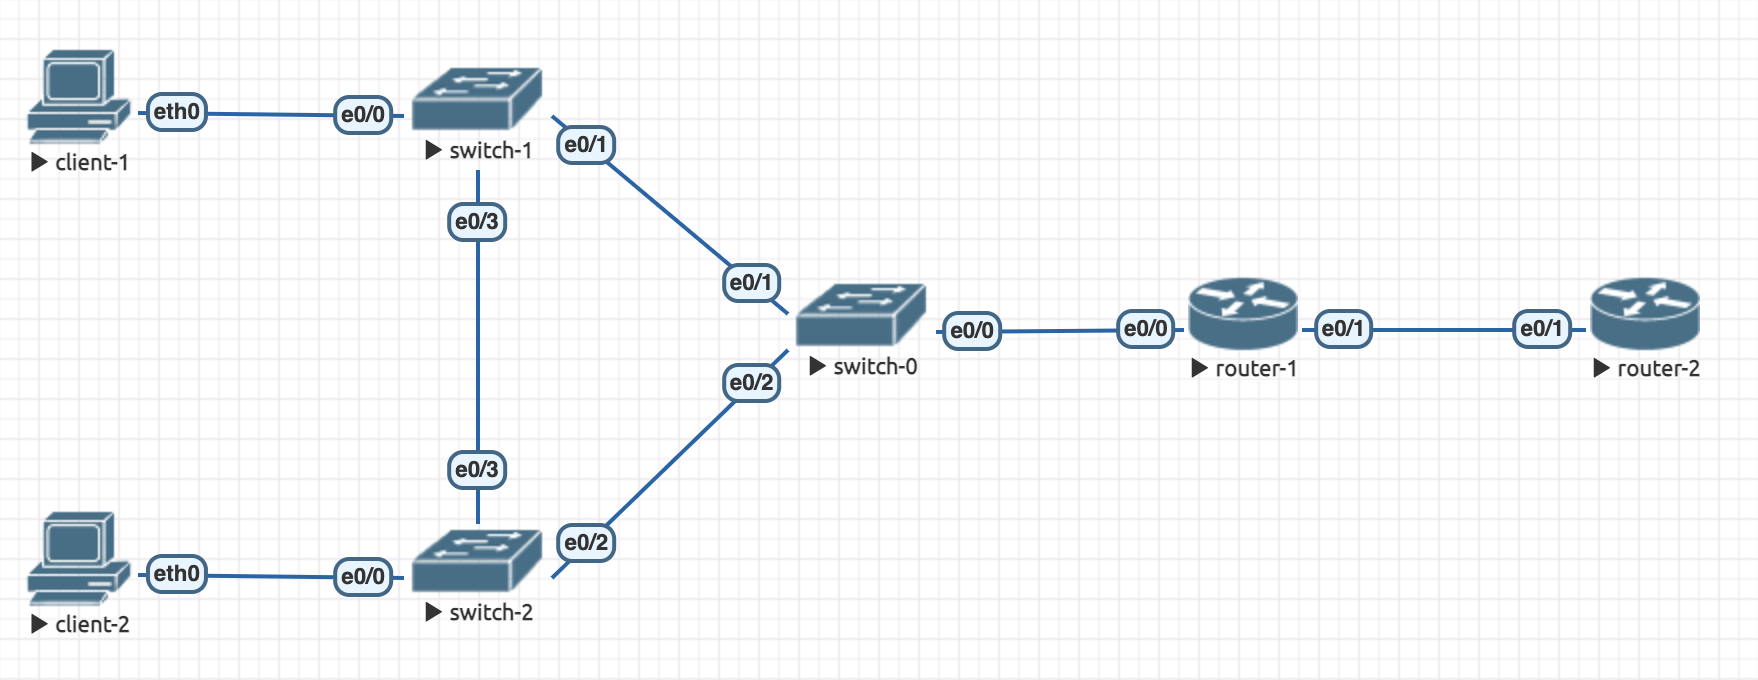 eth0
e0/0
client-1
switch-1
e0/1
e0/3
e0/1
switch-0
e0/0
e0/0
router-1
e0/1
e0/1
router-2
e0/2
e0/3
e0/2
eth0
e0/0
client-2
switch-2